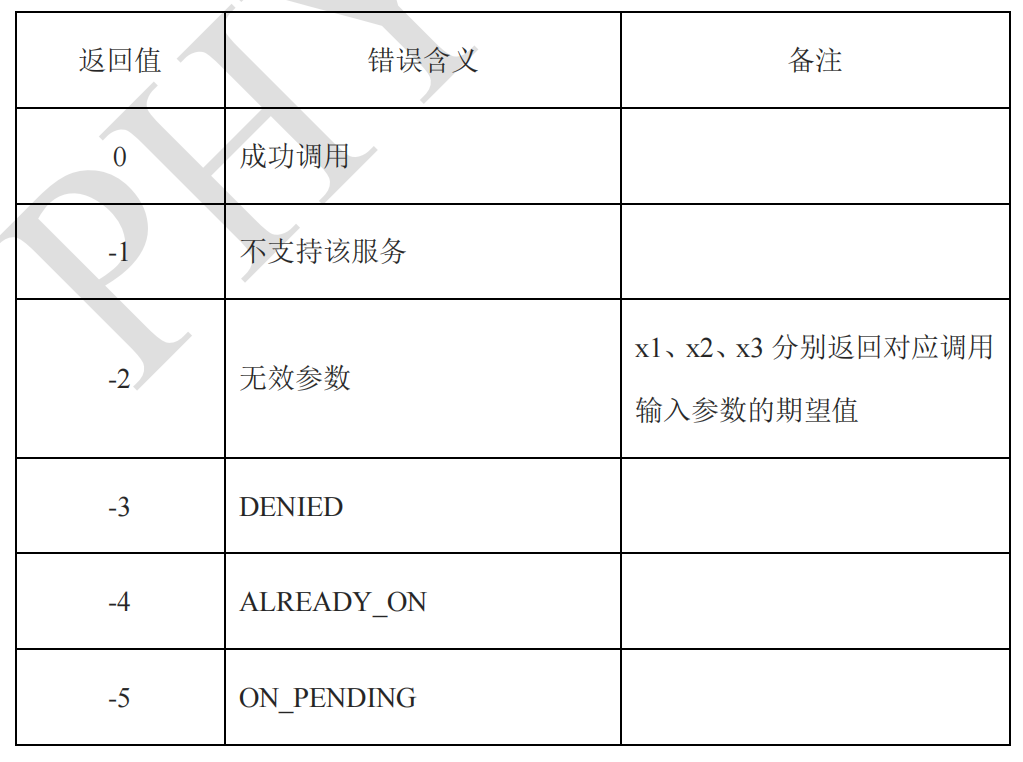 返回值 错误含义 备注
0 成功调用
-1 不支持该服务
x1、x2、x3 分别返回对应调用
-2 无效参数
输入参数的期望值
-3 DENIED
-4 ALREADY_ON
-5 ON_PENDING
PHY